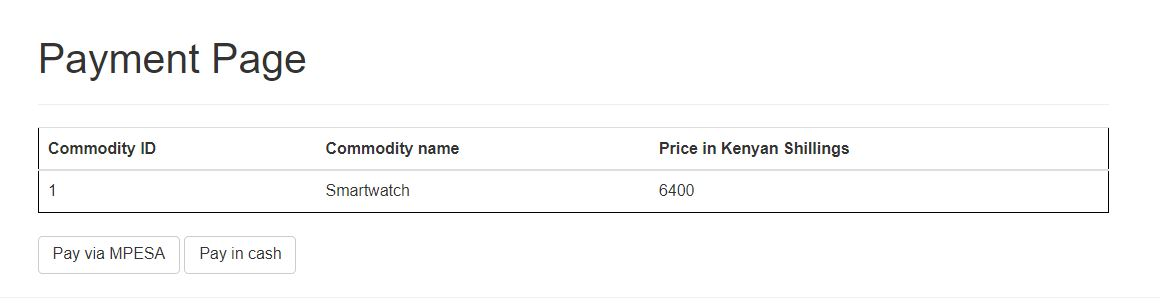 Payment Page
Commodity ID Commodity name Price in Kenyan Shillings
1 Smartwatch 6400
Pay via MPESA Pay in cash